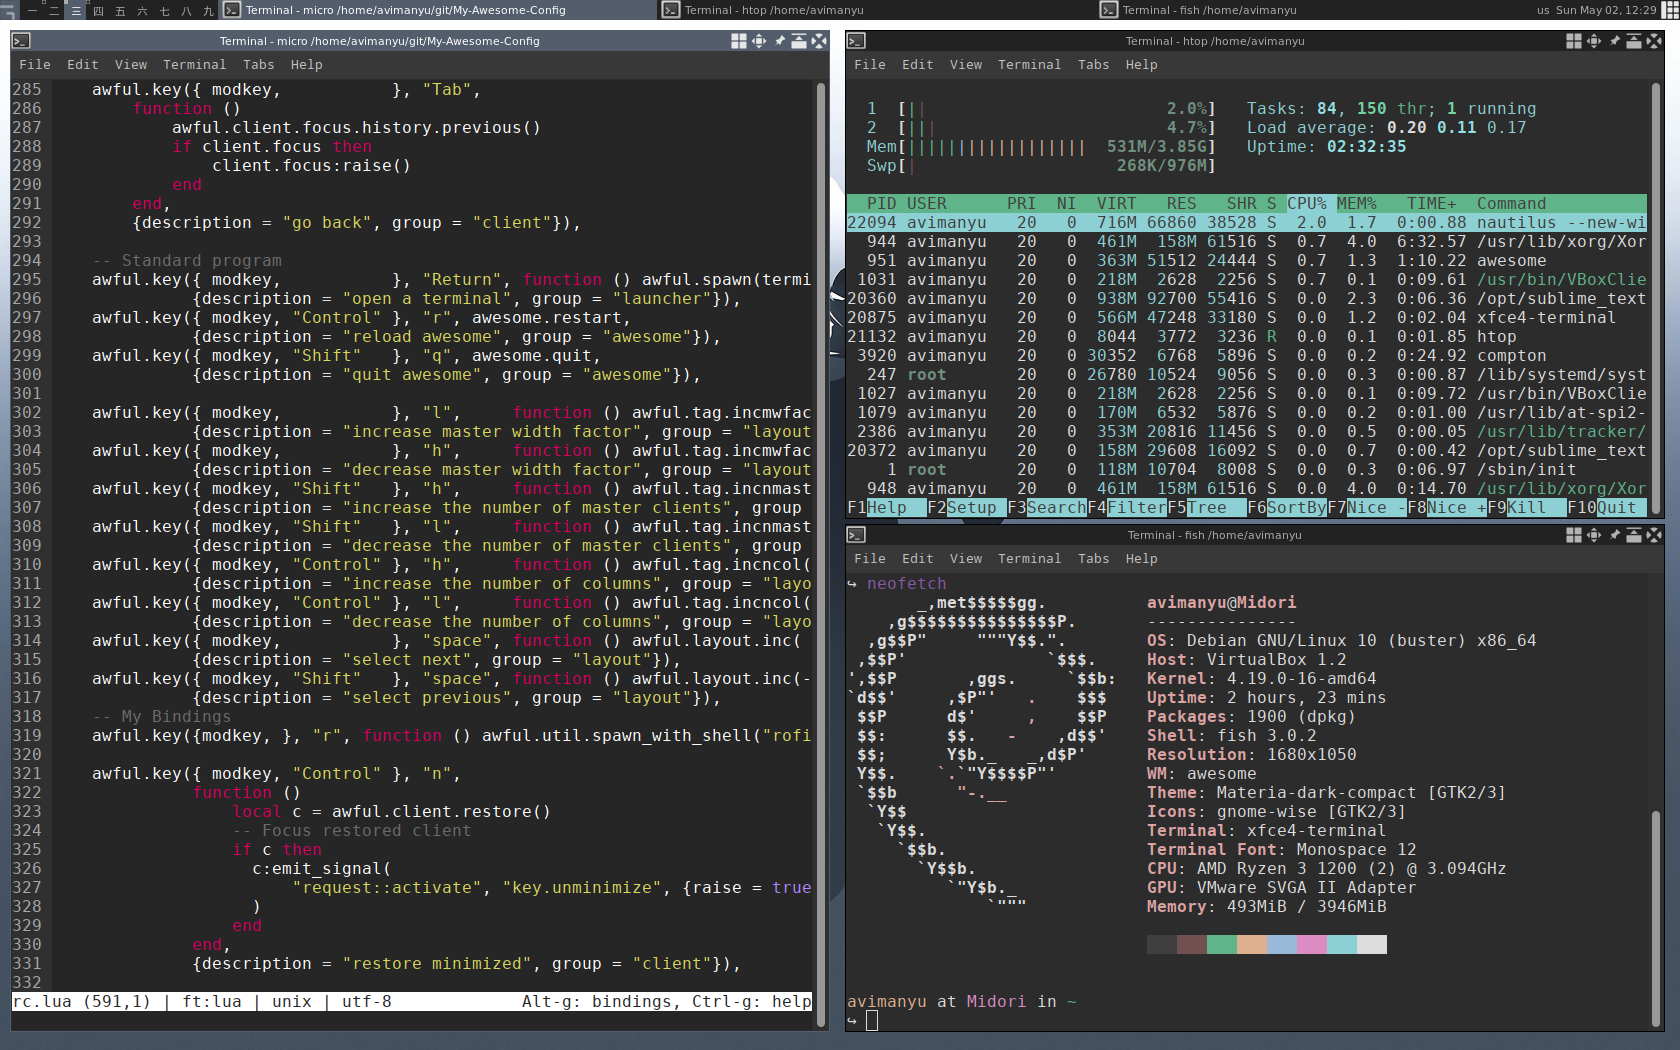 一 二 三 四 五 六 七 八 九 Terminal - micro /home/avimanyu/git/My-Awesome-Config Terminal - htop /home/avimanyu Terminal - fish /home/avimanyu us Sun May 02, 12:29
Terminal - micro /home/avimanyu/git/My-Awesome-Config
File Edit View Terminal Tabs Help
285     awful.key({ modkey,           }, "Tab",
286         function ()
287             awful.client.focus.history.previous()
288             if client.focus then
289                 client.focus:raise()
290             end
291         end,
292         {description = "go back", group = "client"}),
293
294     -- Standard program
295     awful.key({ modkey,           }, "Return", function () awful.spawn(termi
296               {description = "open a terminal", group = "launcher"}),
297     awful.key({ modkey, "Control" }, "r", awesome.restart,
298               {description = "reload awesome", group = "awesome"}),
299     awful.key({ modkey, "Shift"   }, "q", awesome.quit,
300               {description = "quit awesome", group = "awesome"}),
301
302     awful.key({ modkey,           }, "l",     function () awful.tag.incmwfac
303               {description = "increase master width factor", group = "layout
304     awful.key({ modkey,           }, "h",     function () awful.tag.incmwfac
305               {description = "decrease master width factor", group = "layout
306     awful.key({ modkey, "Shift"   }, "h",     function () awful.tag.incnmast
307               {description = "increase the number of master clients", group
308     awful.key({ modkey, "Shift"   }, "l",     function () awful.tag.incnmast
309               {description = "decrease the number of master clients", group
310     awful.key({ modkey, "Control" }, "h",     function () awful.tag.incncol(
311               {description = "increase the number of columns", group = "layo
312     awful.key({ modkey, "Control" }, "l",     function () awful.tag.incncol(
313               {description = "decrease the number of columns", group = "layo
314     awful.key({ modkey,           }, "space", function () awful.layout.inc(
315               {description = "select next", group = "layout"}),
316     awful.key({ modkey, "Shift"   }, "space", function () awful.layout.inc(-
317               {description = "select previous", group = "layout"}),
318     -- My Bindings
319     awful.key({modkey, }, "r", function () awful.util.spawn_with_shell("rofi
320
321     awful.key({ modkey, "Control" }, "n",
322               function ()
323                   local c = awful.client.restore()
324                   -- Focus restored client
325                   if c then
326                     c:emit_signal(
327                         "request::activate", "key.unminimize", {raise = true
328                     )
329                   end
330               end,
331               {description = "restore minimized", group = "client"}),
332
rc.lua (591,1) | ft:lua | unix | utf-8             Alt-g: bindings, Ctrl-g: help
Terminal - htop /home/avimanyu
File Edit View Terminal Tabs Help
1  [|| 2.0%]   Tasks: 84, 150 thr; 1 running
2  [||| 4.7%]   Load average: 0.20 0.11 0.17
Mem[|||||||||||||||||| 531M/3.85G]   Uptime: 02:32:35
Swp[| 268K/976M]
PID USER      PRI  NI  VIRT   RES   SHR S CPU% MEM%   TIME+  Command
22094 avimanyu   20   0  716M 66860 38528 S  2.0  1.7  0:00.88 nautilus --new-wi
944 avimanyu   20   0  461M  158M 61516 S  0.7  4.0  6:32.57 /usr/lib/xorg/Xor
951 avimanyu   20   0  363M 51512 24444 S  0.7  1.3  1:10.22 awesome
1031 avimanyu   20   0  218M  2628  2256 S  0.7  0.1  0:09.61 /usr/bin/VBoxClie
20360 avimanyu   20   0  938M 92700 55416 S  0.0  2.3  0:06.36 /opt/sublime_text
20875 avimanyu   20   0  566M 47248 33180 S  0.0  1.2  0:02.04 xfce4-terminal
21132 avimanyu   20   0  8044  3772  3236 R  0.0  0.1  0:01.85 htop
3920 avimanyu   20   0 30352  6768  5896 S  0.0  0.2  0:24.92 compton
247 root       20   0 26780 10524  9056 S  0.0  0.3  0:00.87 /lib/systemd/syst
1027 avimanyu   20   0  218M  2628  2256 S  0.0  0.1  0:09.72 /usr/bin/VBoxClie
1079 avimanyu   20   0  170M  6532  5876 S  0.0  0.2  0:01.00 /usr/lib/at-spi2-
2386 avimanyu   20   0  353M 20816 11456 S  0.0  0.5  0:00.05 /usr/lib/tracker/
20372 avimanyu   20   0  158M 29608 16092 S  0.0  0.7  0:00.42 /opt/sublime_text
1 root       20   0  118M 10704  8008 S  0.0  0.3  0:06.97 /sbin/init
948 avimanyu   20   0  461M  158M 61516 S  0.0  4.0  0:14.70 /usr/lib/xorg/Xor
F1Help  F2Setup F3SearchF4FilterF5Tree  F6SortByF7Nice -F8Nice +F9Kill  F10Quit
Terminal - fish /home/avimanyu
File Edit View Terminal Tabs Help
↪ neofetch
       _,met$$$$$gg.          avimanyu@Midori
    ,g$$$$$$$$$$$$$$$P.       ---------------
  ,g$$P"     """Y$$.".        OS: Debian GNU/Linux 10 (buster) x86_64
 ,$$P'              `$$$.     Host: VirtualBox 1.2
',$$P       ,ggs.     `$$b:   Kernel: 4.19.0-16-amd64
`d$$'     ,$P"'   .    $$$    Uptime: 2 hours, 23 mins
 $$P      d$'     ,    $$P    Packages: 1900 (dpkg)
 $$:      $$.   -    ,d$$'    Shell: fish 3.0.2
 $$;      Y$b._   _,d$P'      Resolution: 1680x1050
 Y$$.    `.`"Y$$$$P"'         WM: awesome
 `$$b      "-.__              Theme: Materia-dark-compact [GTK2/3]
  `Y$$                        Icons: gnome-wise [GTK2/3]
   `Y$$.                      Terminal: xfce4-terminal
     `$$b.                    Terminal Font: Monospace 12
       `Y$$b.                 CPU: AMD Ryzen 3 1200 (2) @ 3.094GHz
          `"Y$b._             GPU: VMware SVGA II Adapter
              `"""            Memory: 493MiB / 3946MiB
avimanyu at Midori in ~
↪